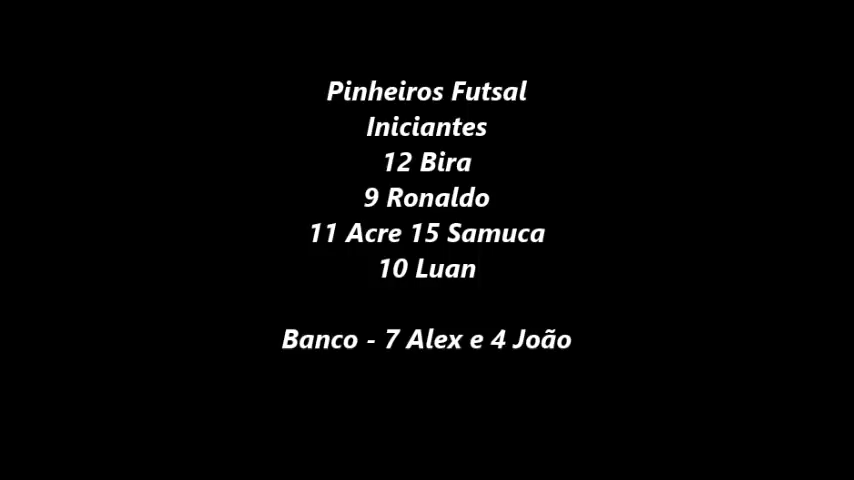 Pinheiros Futsal
Iniciantes
12 Bira
9 Ronaldo
11 Acre 15 Samuca
10 Luan
Banco - 7 Alex e 4 João